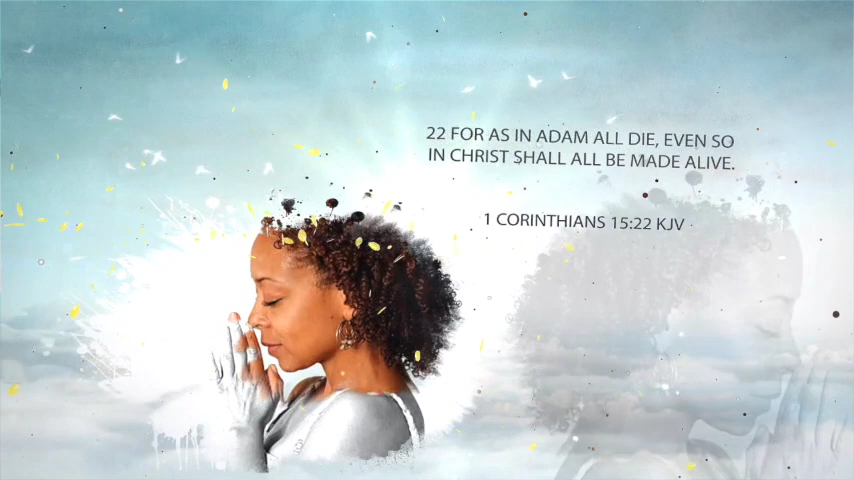 22 FOR AS IN ADAM ALL DIE, EVEN SO
IN CHRIST SHALL ALL BE MADE ALIVE.
1 CORINTHIANS 15:22 KJV